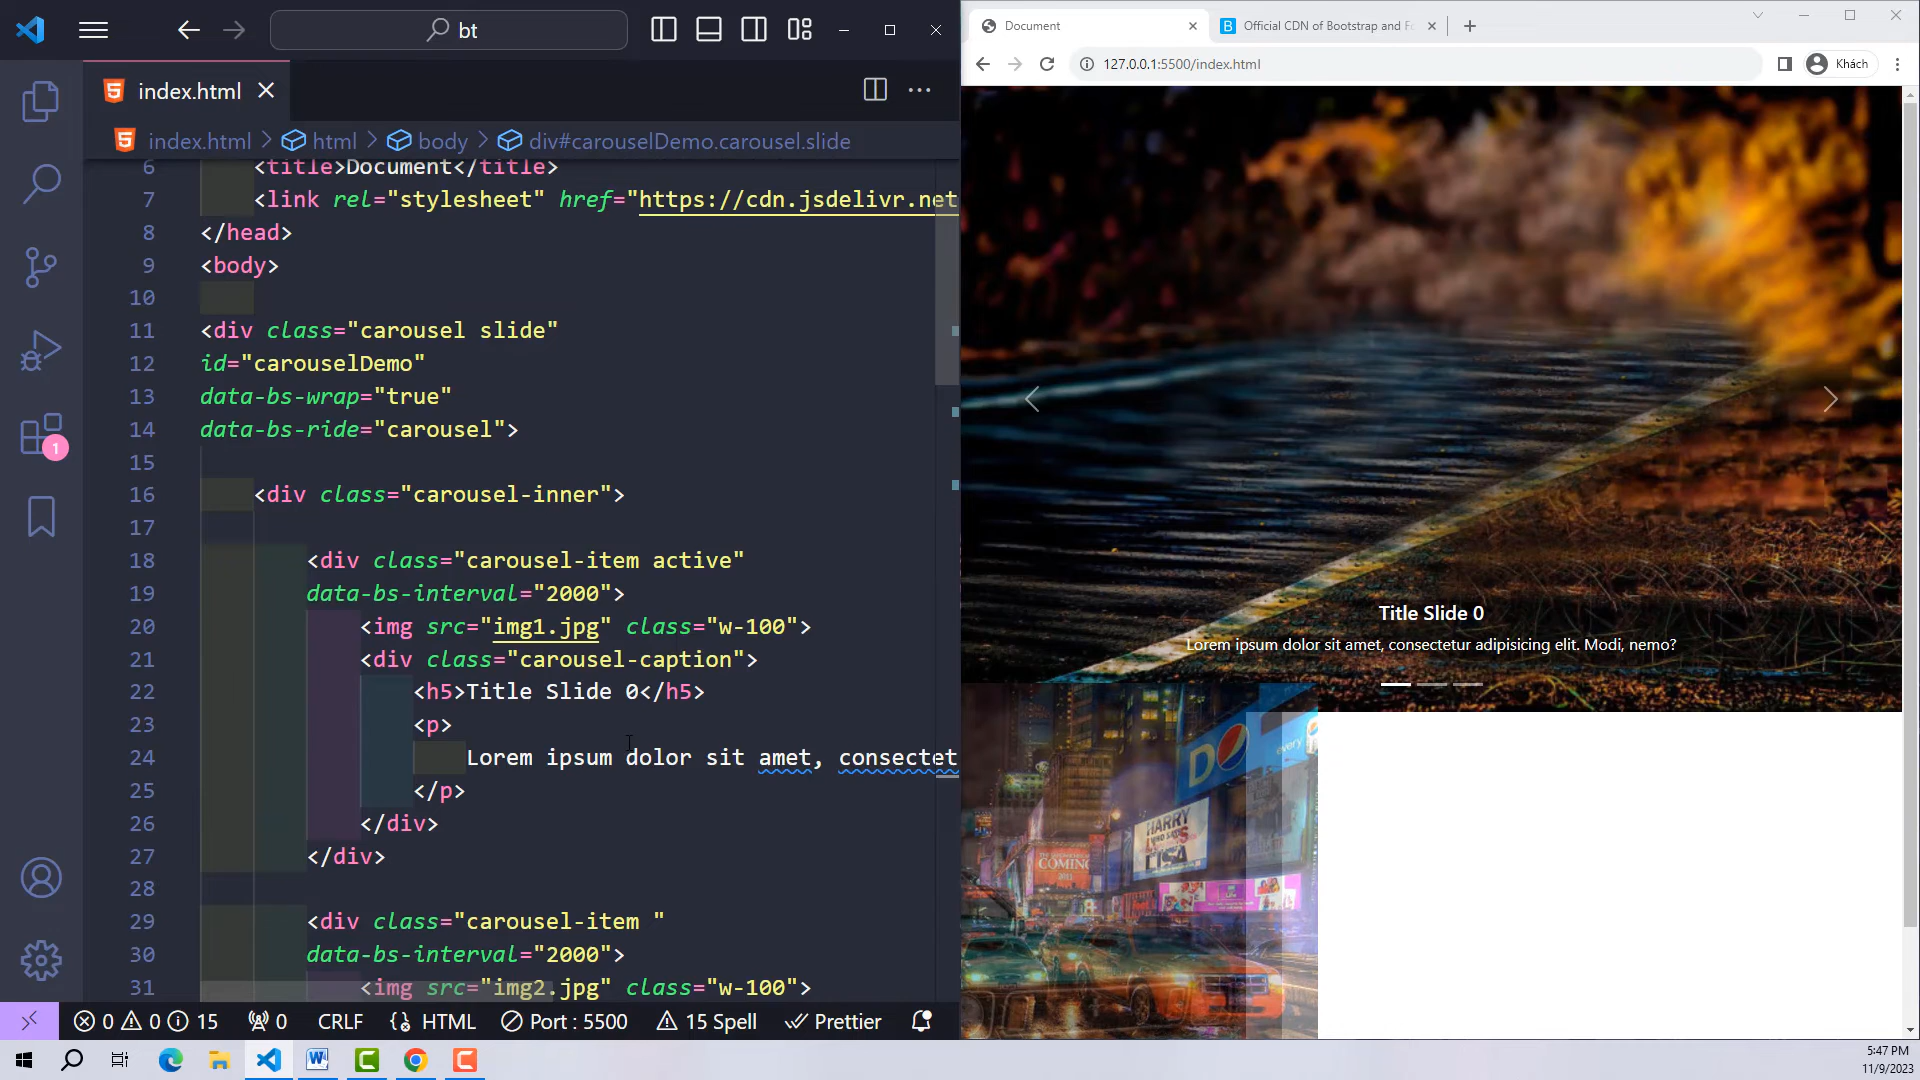 bt
index.html
index.html > html > body > div#carouselDemo.carousel.slide
6 <title>Document</title>
7 <link rel="stylesheet" href="https://cdn.jsdelivr.net
8 </head>
9 <body>
10
11 <div class="carousel slide"
12 id="carouselDemo"
13 data-bs-wrap="true"
14 data-bs-ride="carousel">
15
16 <div class="carousel-inner">
17
18 <div class="carousel-item active"
19 data-bs-interval="2000">
20 <img src="img1.jpg" class="w-100">
21 <div class="carousel-caption">
22 <h5>Title Slide 0</h5>
23 <p>
24 Lorem ipsum dolor sit amet, consectet
25 </p>
26 </div>
27 </div>
28
29 <div class="carousel-item "
30 data-bs-interval="2000">
31 <img src="img2.jpg" class="w-100">
1
0 0 15 0 CRLF HTML Port : 5500 15 Spell Prettier
Document
Official CDN of Bootstrap and Fo
127.0.0.1:5500/index.html
Khách
Title Slide 0
Lorem ipsum dolor sit amet, consectetur adipisicing elit. Modi, nemo?
every
HARRY
LISA
COMING
2011
5:47 PM
11/9/2023